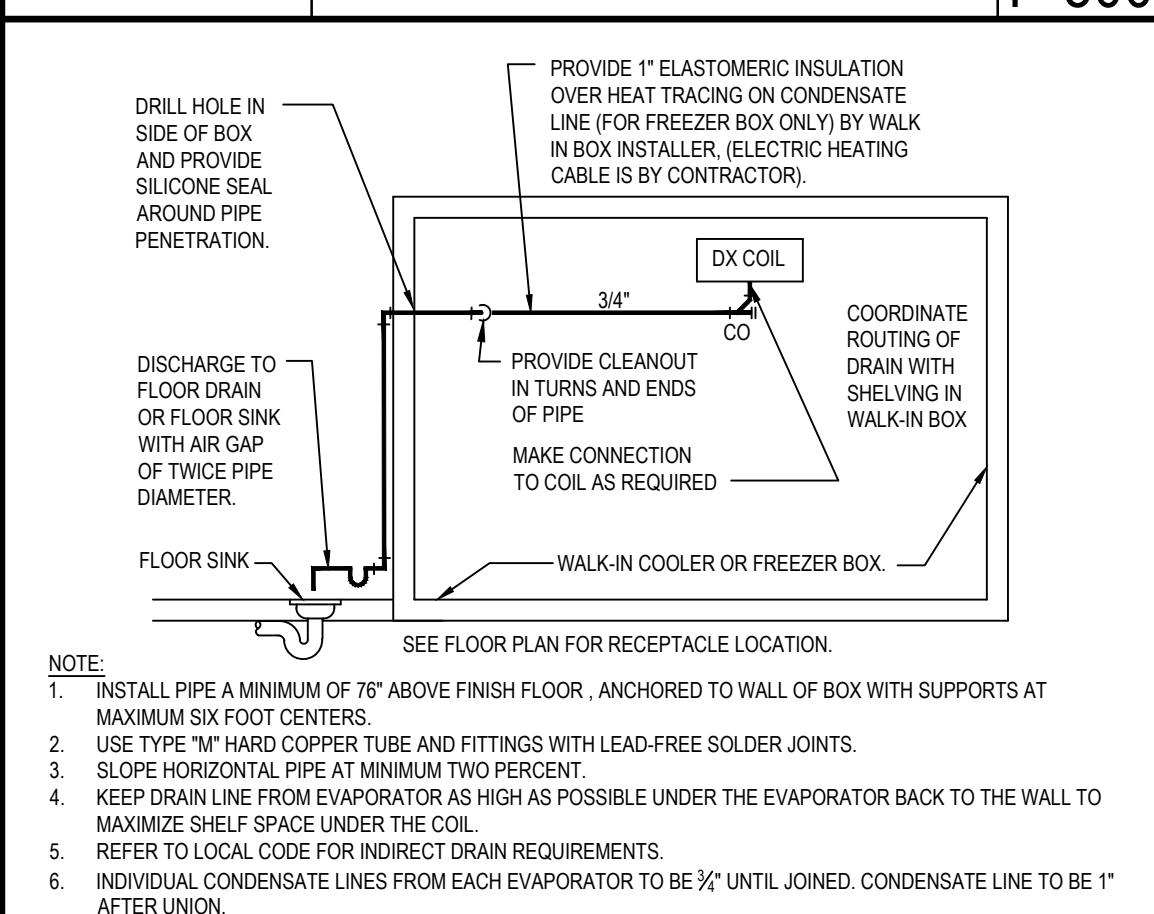 PROVIDE 1" ELASTOMERIC INSULATION
OVER HEAT TRACING ON CONDENSATE
LINE (FOR FREEZER BOX ONLY) BY WALK
IN BOX INSTALLER, (ELECTRIC HEATING
CABLE IS BY CONTRACTOR).
DRILL HOLE IN
SIDE OF BOX
AND PROVIDE
SILICONE SEAL
AROUND PIPE
PENETRATION.
DX COIL
3/4"
CO
COORDINATE
ROUTING OF
DRAIN WITH
SHELVING IN
WALK-IN BOX
PROVIDE CLEANOUT
IN TURNS AND ENDS
OF PIPE
DISCHARGE TO
FLOOR DRAIN
OR FLOOR SINK
WITH AIR GAP
OF TWICE PIPE
DIAMETER.
MAKE CONNECTION
TO COIL AS REQUIRED
FLOOR SINK
WALK-IN COOLER OR FREEZER BOX.
SEE FLOOR PLAN FOR RECEPTACLE LOCATION.
NOTE:
1. INSTALL PIPE A MINIMUM OF 76" ABOVE FINISH FLOOR , ANCHORED TO WALL OF BOX WITH SUPPORTS AT
MAXIMUM SIX FOOT CENTERS.
2. USE TYPE "M" HARD COPPER TUBE AND FITTINGS WITH LEAD-FREE SOLDER JOINTS.
3. SLOPE HORIZONTAL PIPE AT MINIMUM TWO PERCENT.
4. KEEP DRAIN LINE FROM EVAPORATOR AS HIGH AS POSSIBLE UNDER THE EVAPORATOR BACK TO THE WALL TO
MAXIMIZE SHELF SPACE UNDER THE COIL.
5. REFER TO LOCAL CODE FOR INDIRECT DRAIN REQUIREMENTS.
6. INDIVIDUAL CONDENSATE LINES FROM EACH EVAPORATOR TO BE ¾" UNTIL JOINED. CONDENSATE LINE TO BE 1"
AFTER UNION.